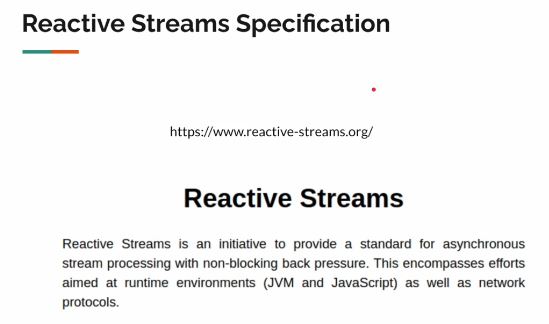 Reactive Streams Specification
https://www.reactive-streams.org/
Reactive Streams
Reactive Streams is an initiative to provide a standard for asynchronous
stream processing with non-blocking back pressure. This encompasses efforts
aimed at runtime environments (JVM and JavaScript) as well as network
protocols.